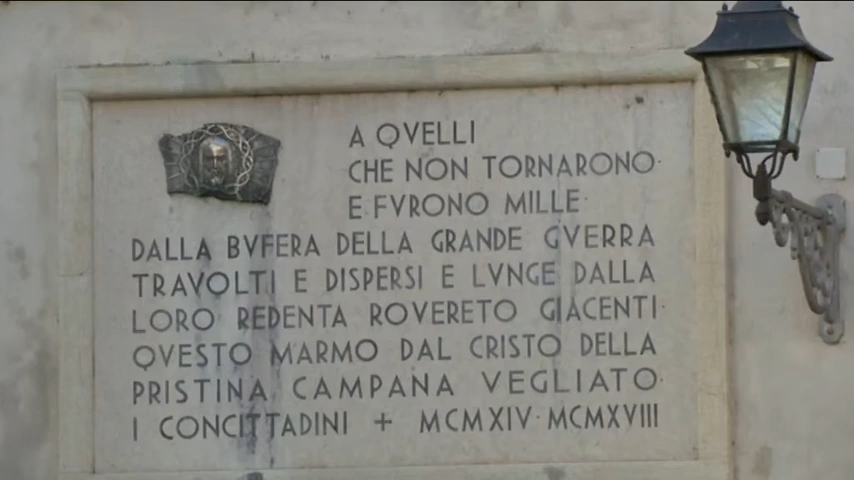 A QVELLI
CHE NON TORNARONO·
E FVRONO MILLE·
DALLA BVFERA DELLA GRANDE GVERRA
TRAVOLTI E DISPERSI E LVNGE DALLA
LORO REDENTA ROVERETO GIACENTI·
QVESTO MARMO DAL CRISTO DELLA
PRISTINA CAMPANA VEGLIATO·
I CONCITTADINI + MCMXIV·MCMXVIII